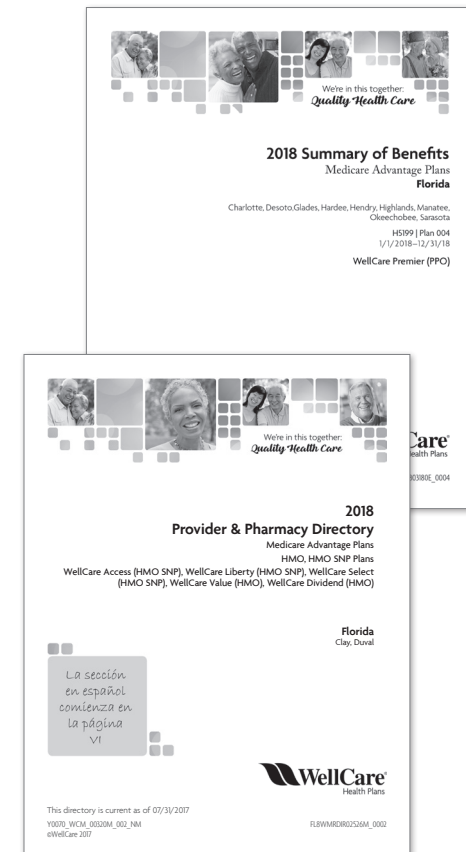 We're in this together:
Quality Health Care
2018 Summary of Benefits
Medicare Advantage Plans
Florida
Charlotte, Desoto,Glades, Hardee, Hendry, Highlands, Manatee,
Okeechobee, Sarasota
H5199 | Plan 004
1/1/2018–12/31/18
WellCare Premier (PPO)
Care®
Health Plans
We're in this together:
Quality Health Care
2018
Provider & Pharmacy Directory
Medicare Advantage Plans
HMO, HMO SNP Plans
WellCare Access (HMO SNP), WellCare Liberty (HMO SNP), WellCare Select
(HMO SNP), WellCare Value (HMO), WellCare Dividend (HMO)
Florida
Clay, Duval
La sección
en español
comienza en
la página
VI
WellCare®
Health Plans
This directory is current as of 07/31/2017
Y0070_WCM_00320M_002_NM
©WellCare 2017
FL8WMRDIR02526M_0002